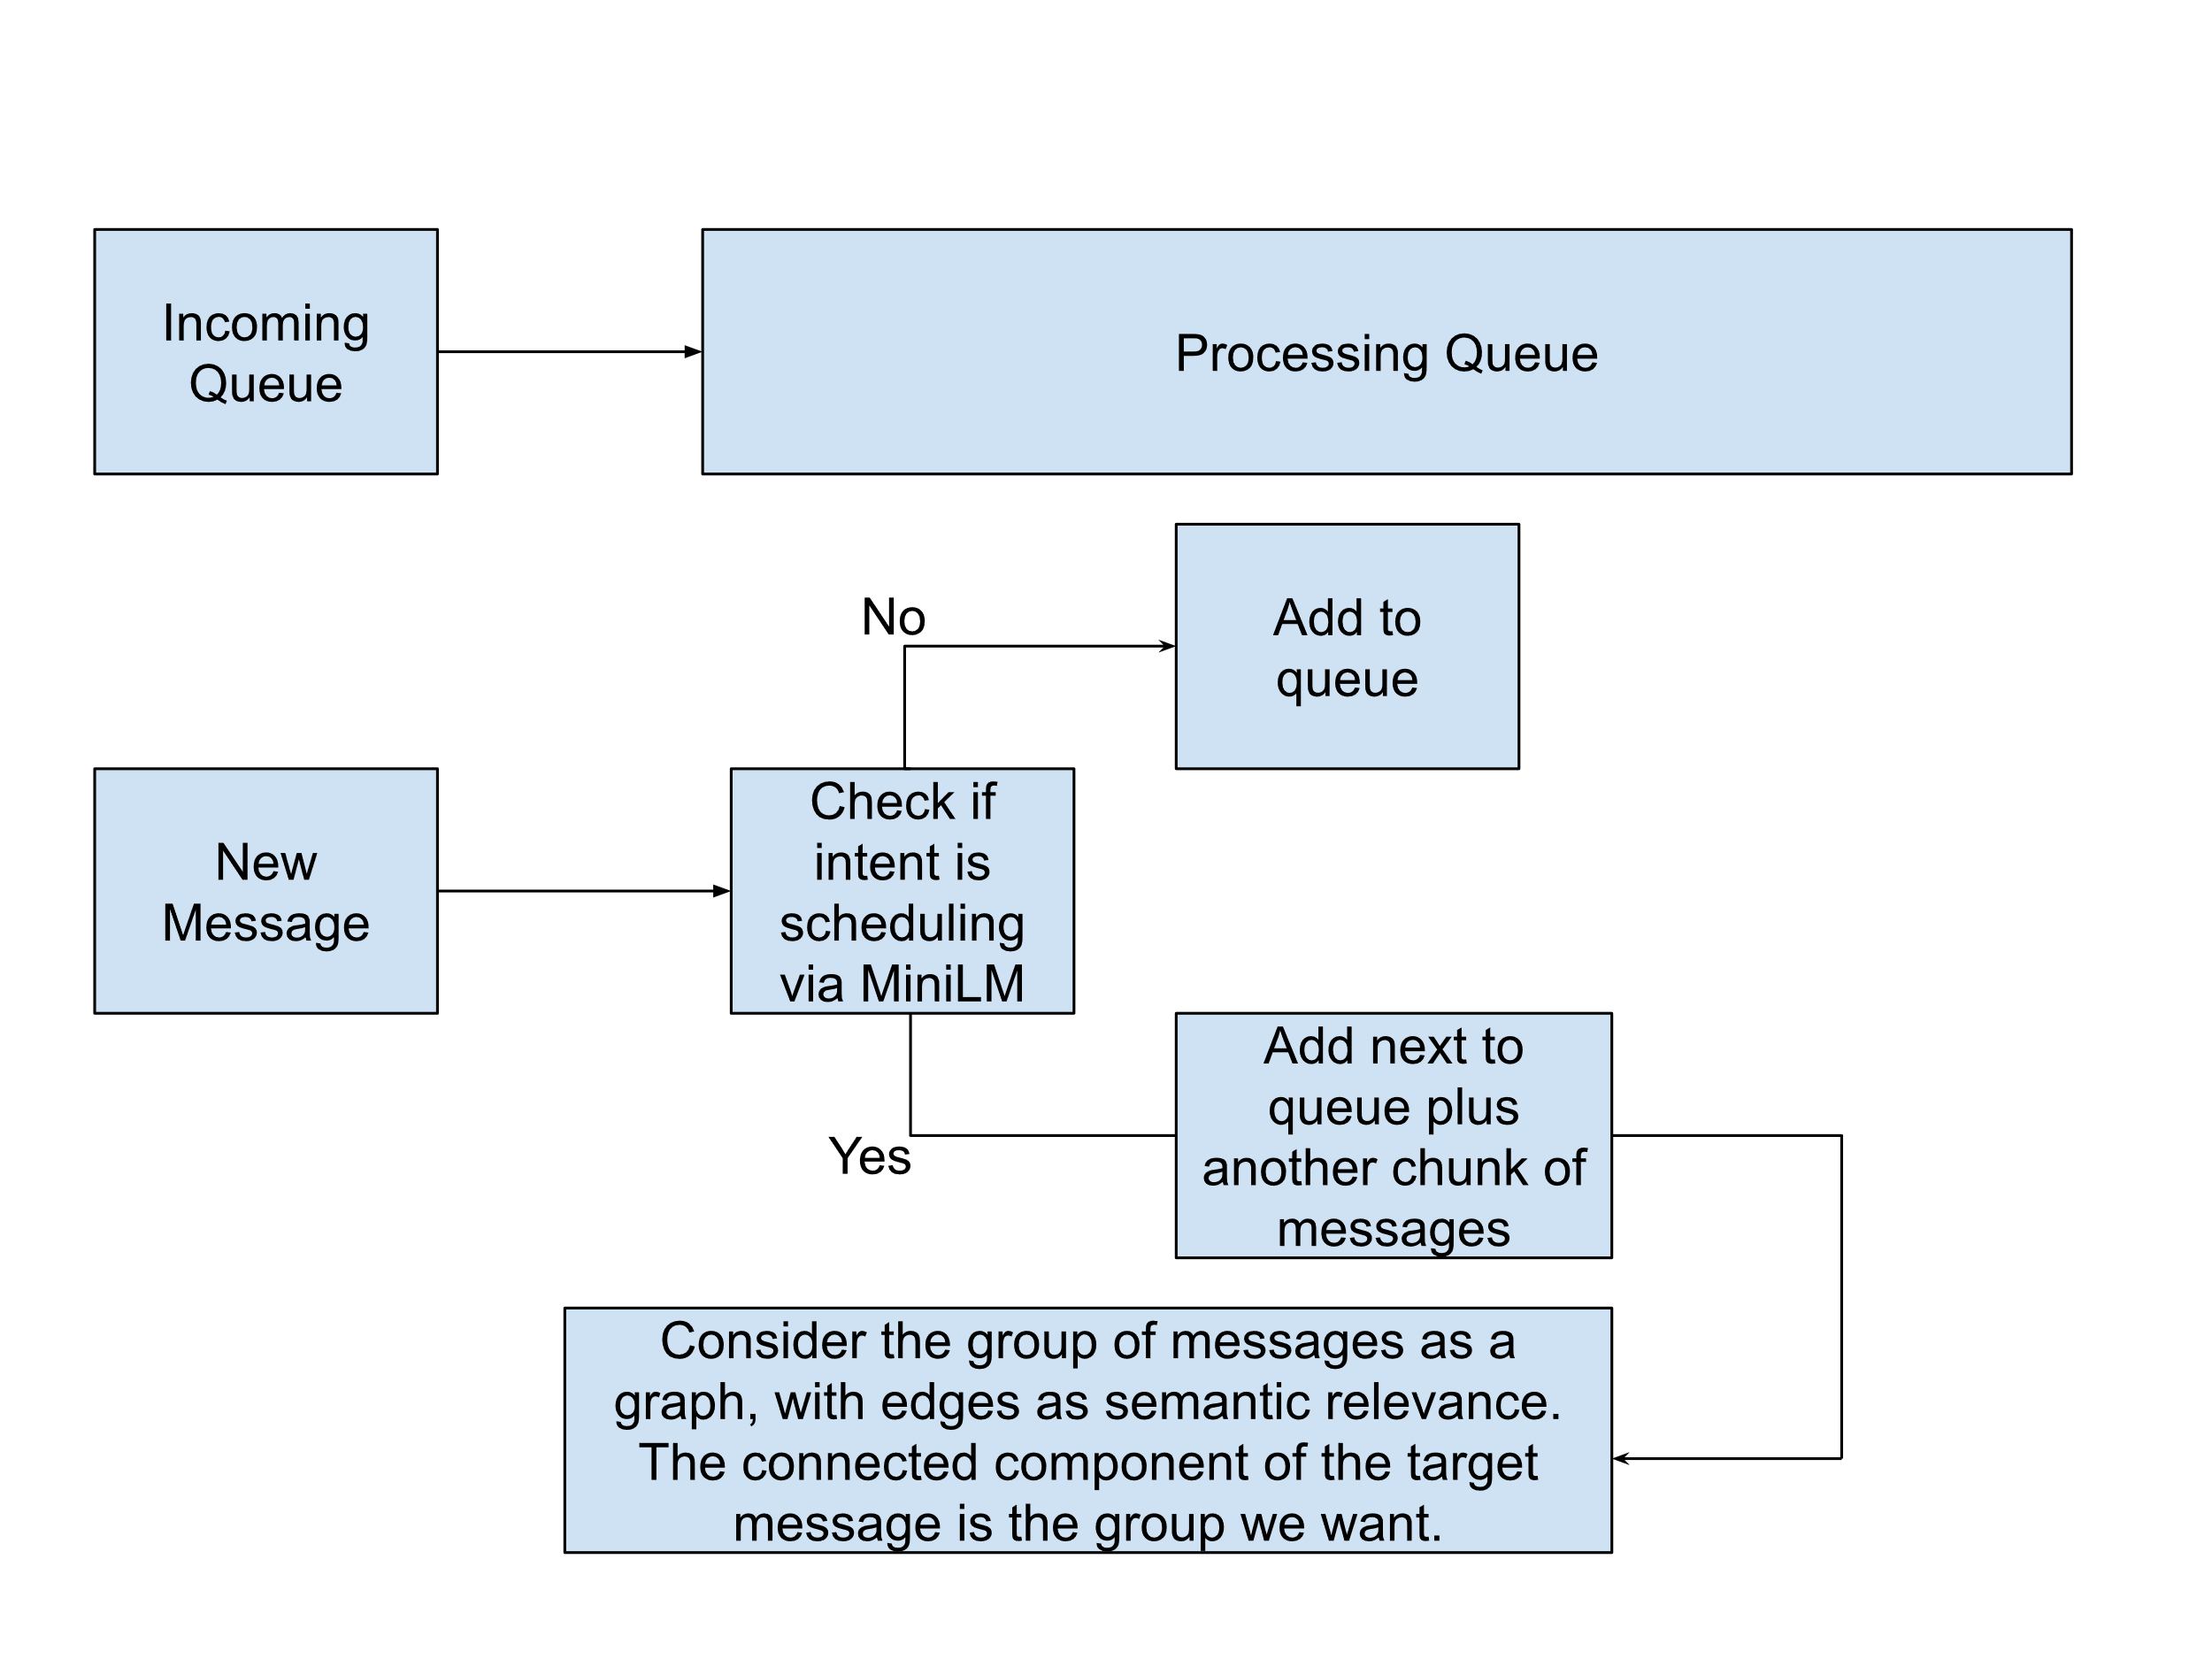 Incoming
Queue
Processing Queue
No
Add to
queue
New
Message
Check if
intent is
scheduling
via MiniLM
Yes
Add next to
queue plus
another chunk of
messages
Consider the group of messages as a
graph, with edges as semantic relevance.
The connected component of the target
message is the group we want.